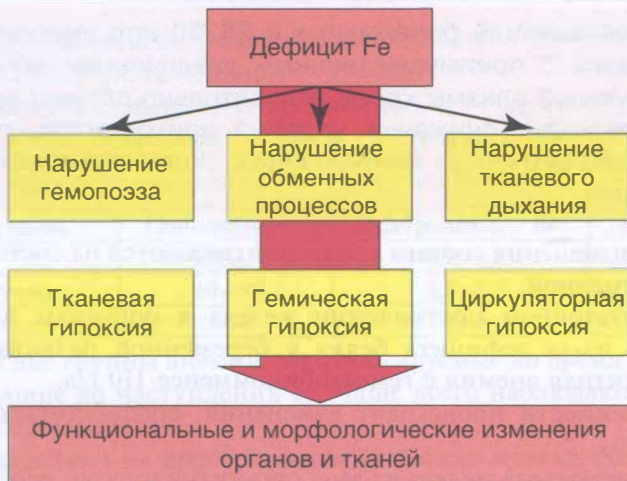 Дефицит Fe
Нарушение
гемопоэза
Нарушение
обменных
процессов
Нарушение
тканевого
дыхания
Тканевая
гипоксия
Гемическая
гипоксия
Циркуляторная
гипоксия
Функциональные и морфологические изменения
органов и тканей